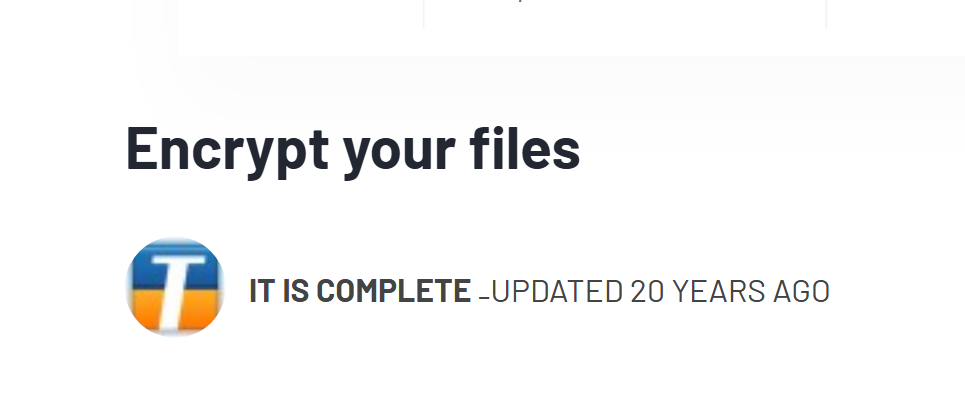 Encrypt your files
T
IT IS COMPLETE -UPDATED 20 YEARS AGO